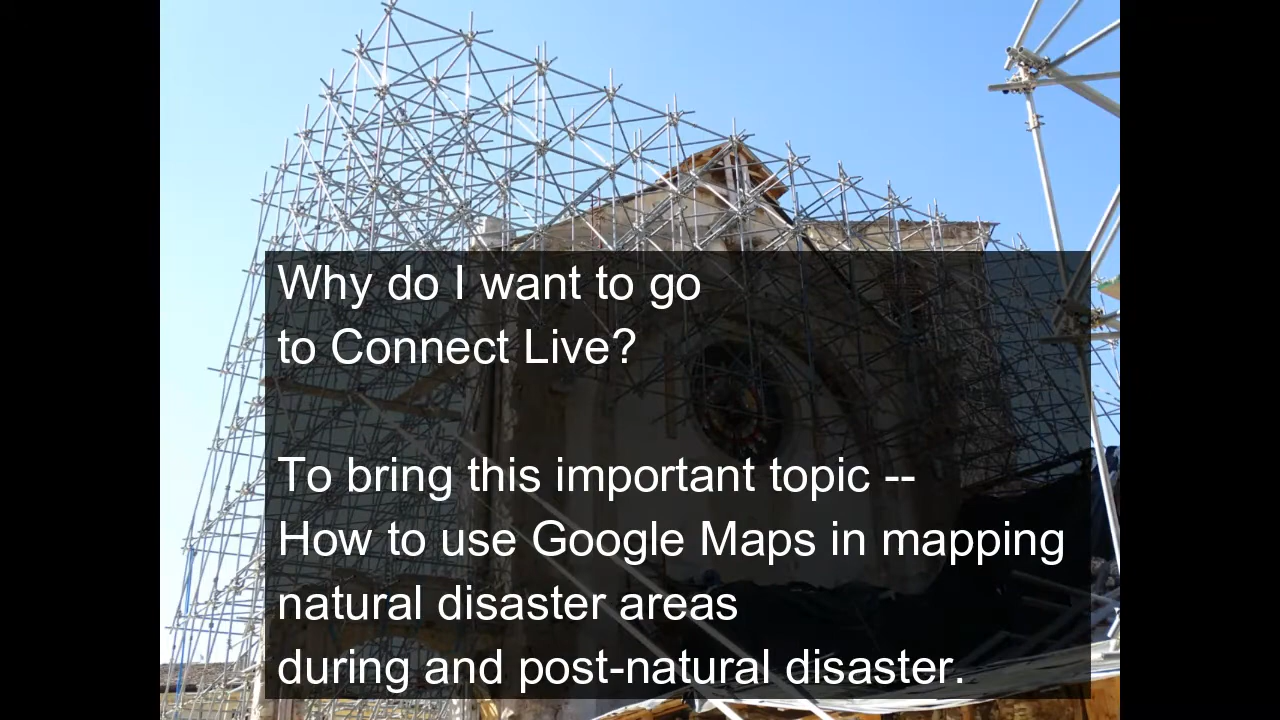 Why do I want to go
to Connect Live?
To bring this important topic --
How to use Google Maps in mapping
natural disaster areas
during and post-natural disaster.